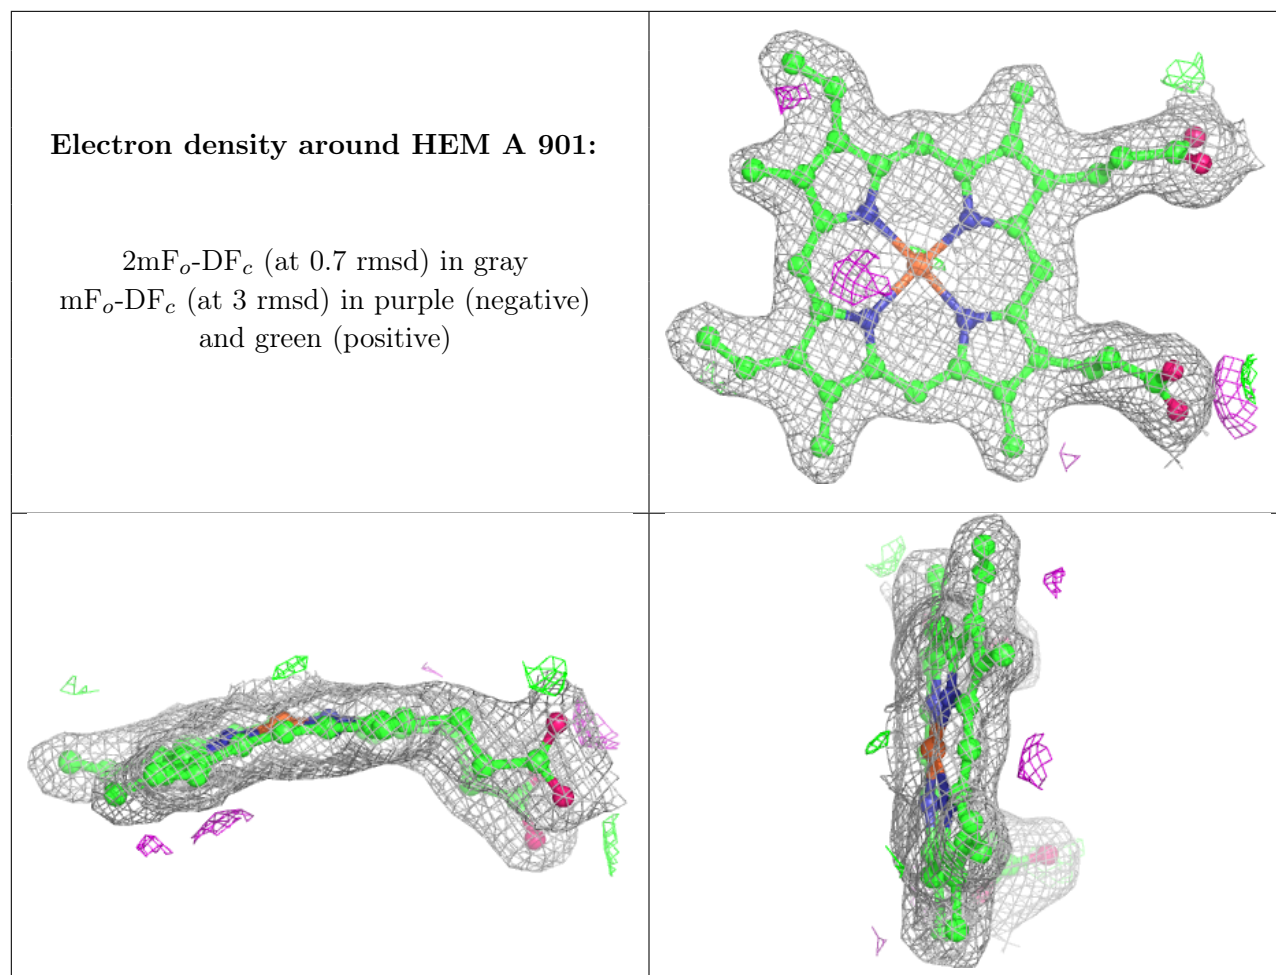 Electron density around HEM A 901:
2mFo-DFc (at 0.7 rmsd) in gray
mFo-DFc (at 3 rmsd) in purple (negative)
and green (positive)